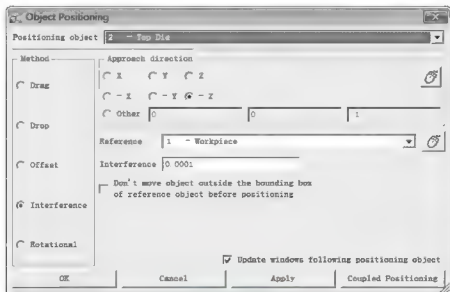 Object Positioning
Positioning object 2 - Top Die
Method
Approach direction
Drag
X Y Z
-X -Y -Z
Drop
Other 0 0 1
Reference 1 - Workpiece
Offset
Interference 0.0001
Don't move object outside the bounding box
of reference object before positioning
Interference
Rotational
Update windows following positioning object
OK Cancel Apply Coupled Positioning